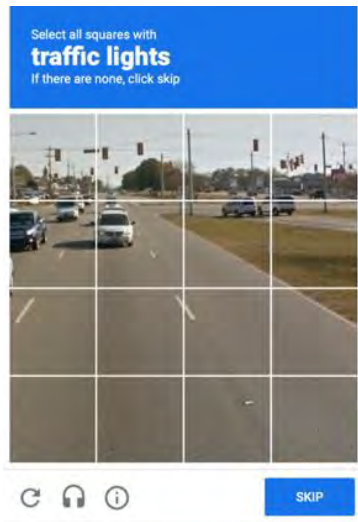 Select all squares with
traffic lights
If there are none, click skip
SKIP